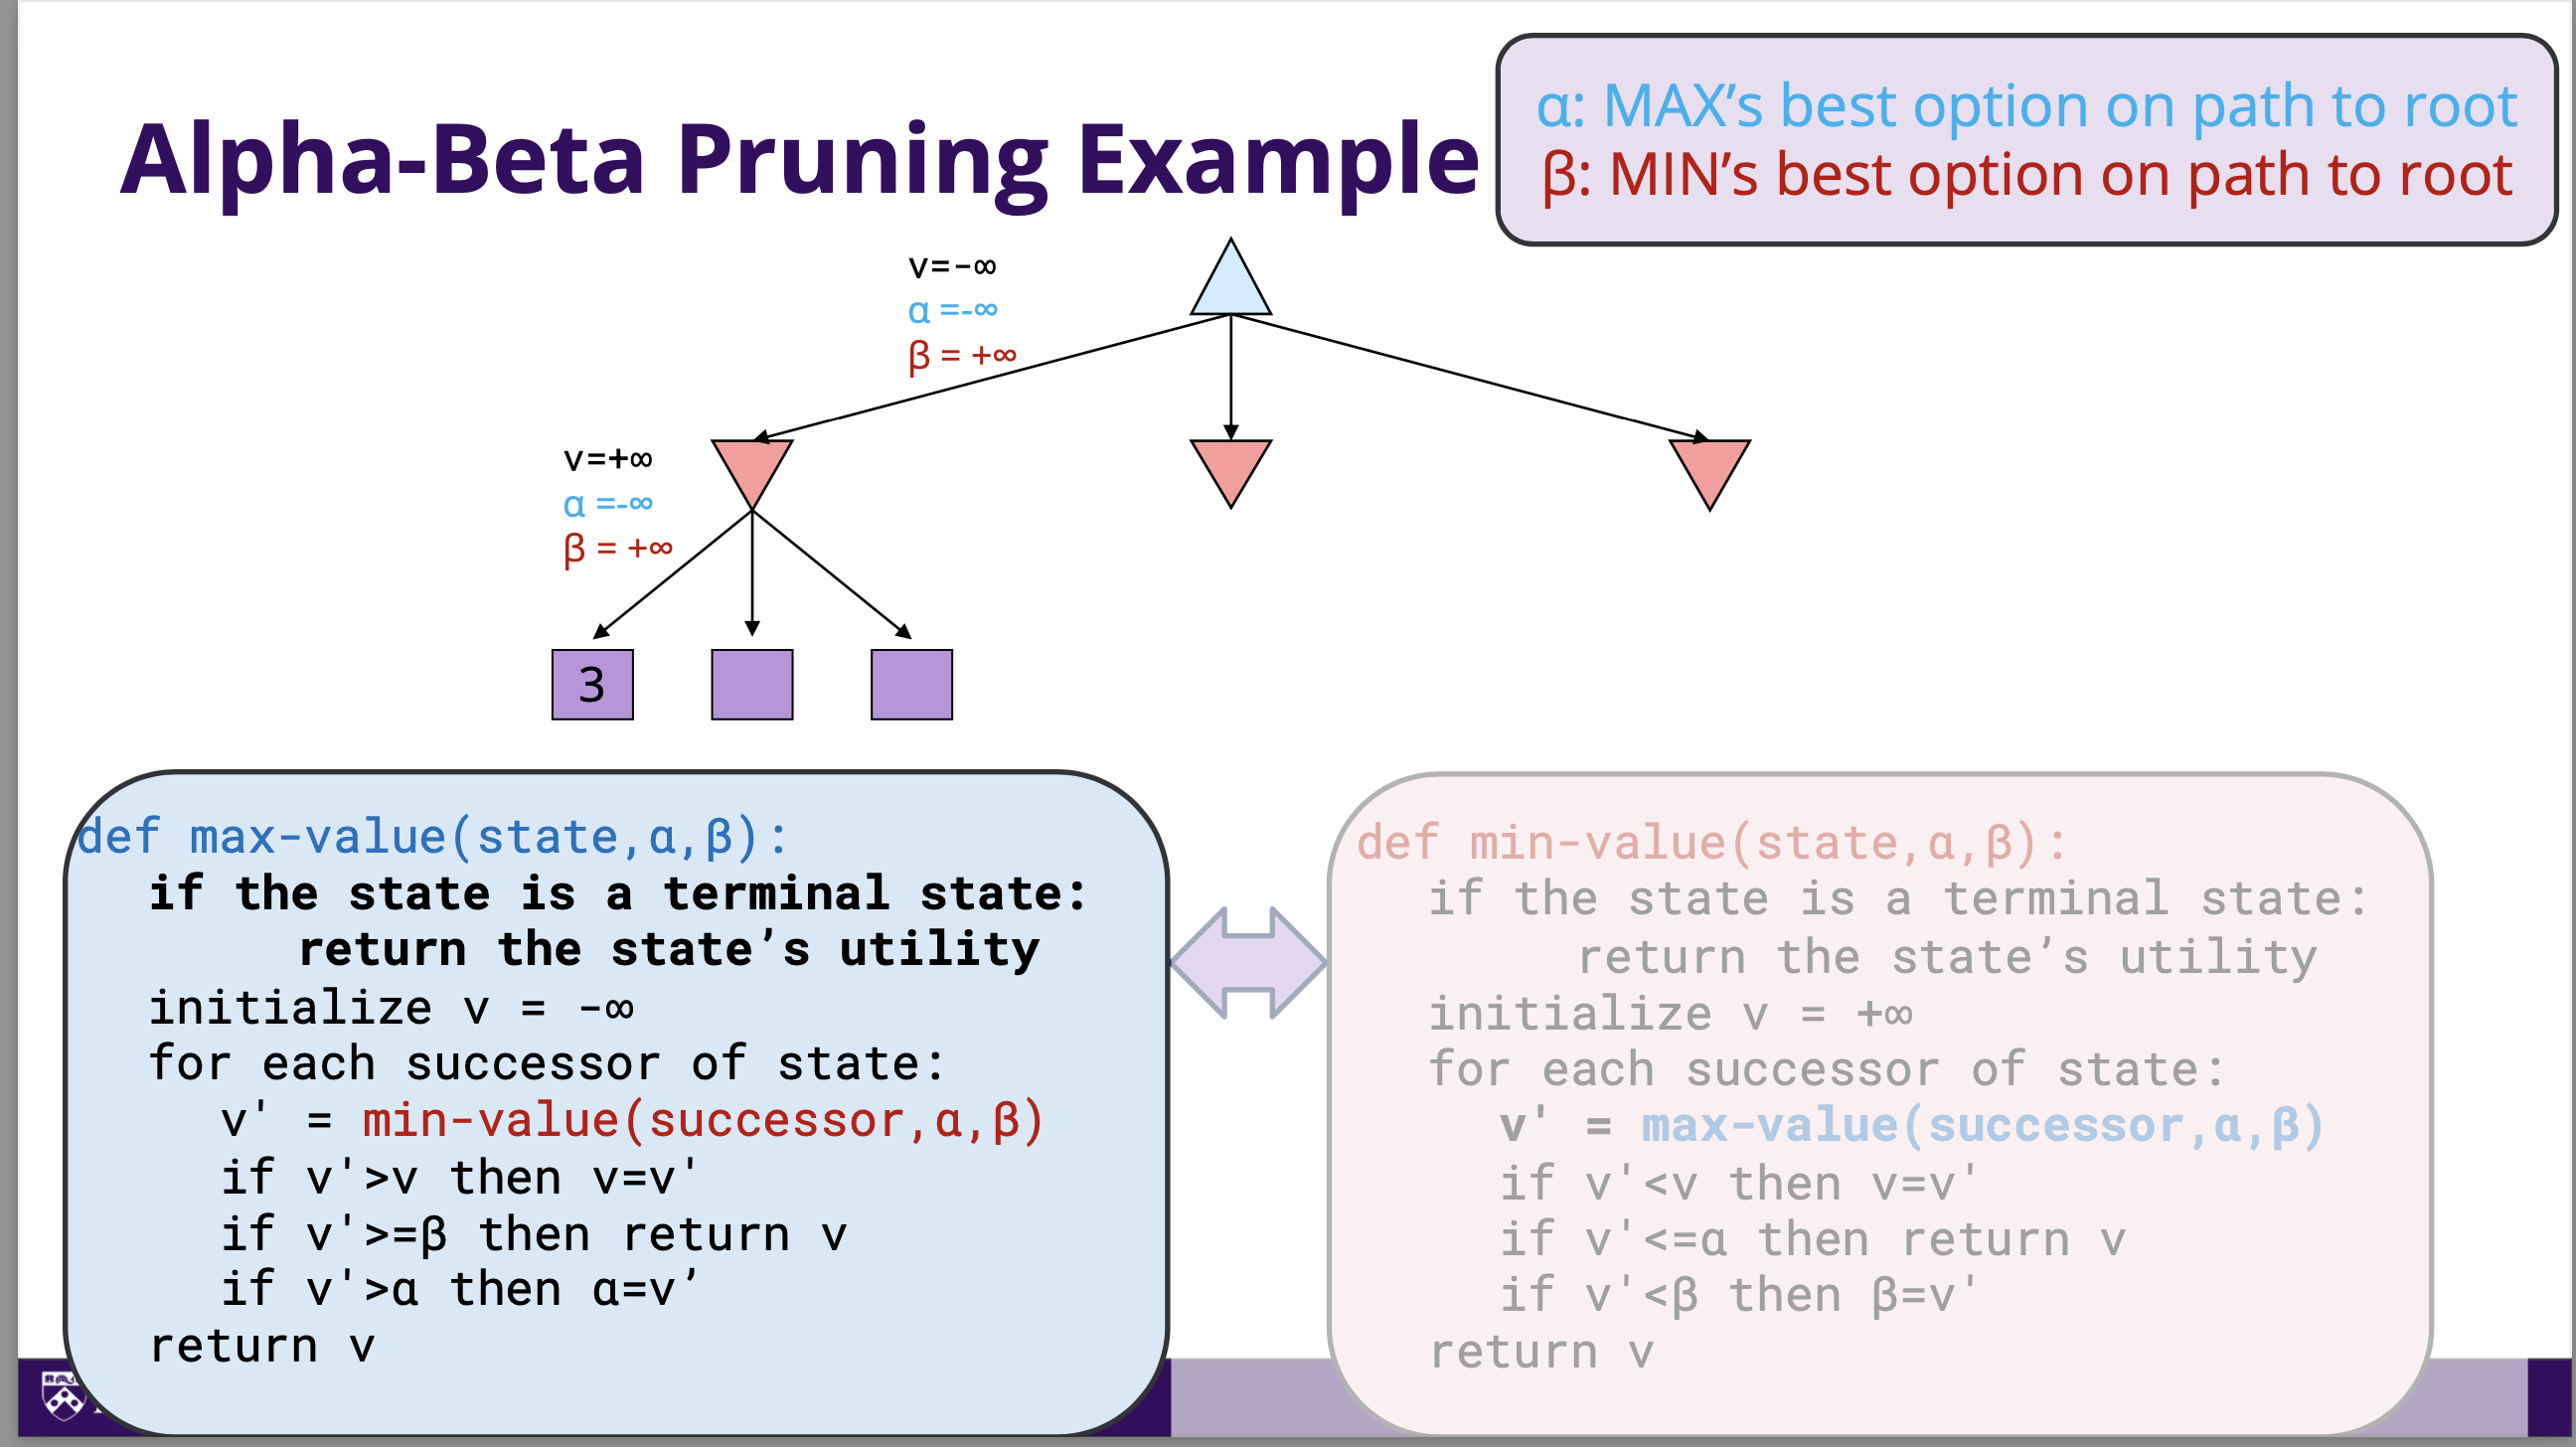 Alpha-Beta Pruning Example
α: MAX’s best option on path to root
β: MIN’s best option on path to root
v=-∞
α =-∞
β = +∞
v=+∞
α =-∞
β = +∞
3
def max-value(state,α,β):
if the state is a terminal state:
return the state’s utility
initialize v = -∞
for each successor of state:
v' = min-value(successor,α,β)
if v'>v then v=v'
if v'>=β then return v
if v'>α then α=v’
return v
def min-value(state,α,β):
if the state is a terminal state:
return the state’s utility
initialize v = +∞
for each successor of state:
v' = max-value(successor,α,β)
if v'<v then v=v'
if v'<=α then return v
if v'<β then β=v'
return v